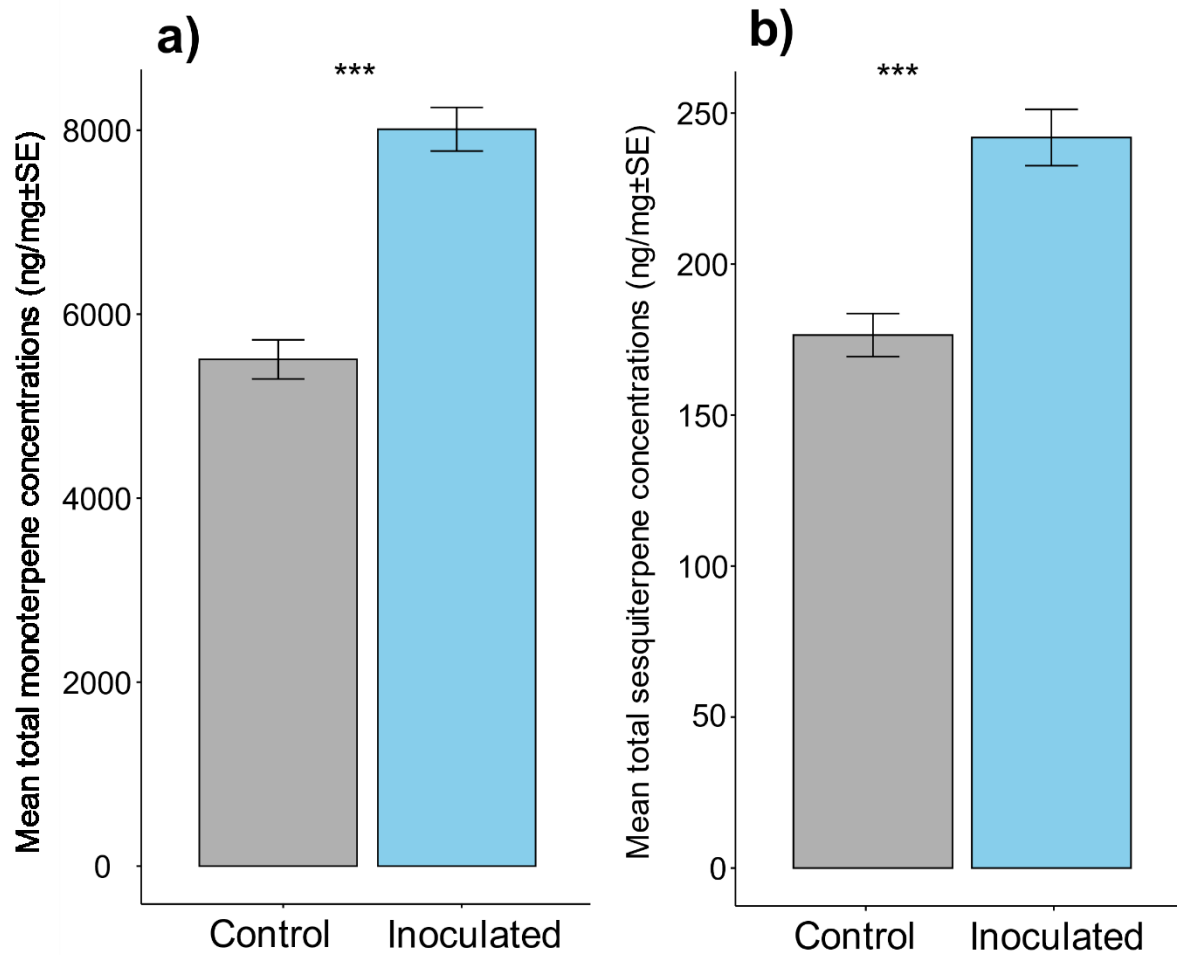 a)
***
Mean total monoterpene concentrations (ng/mg±SE)
8000
6000
4000
2000
0
Control Inoculated
b)
***
Mean total sesquiterpene concentrations (ng/mg±SE)
250
200
150
100
50
0
Control Inoculated